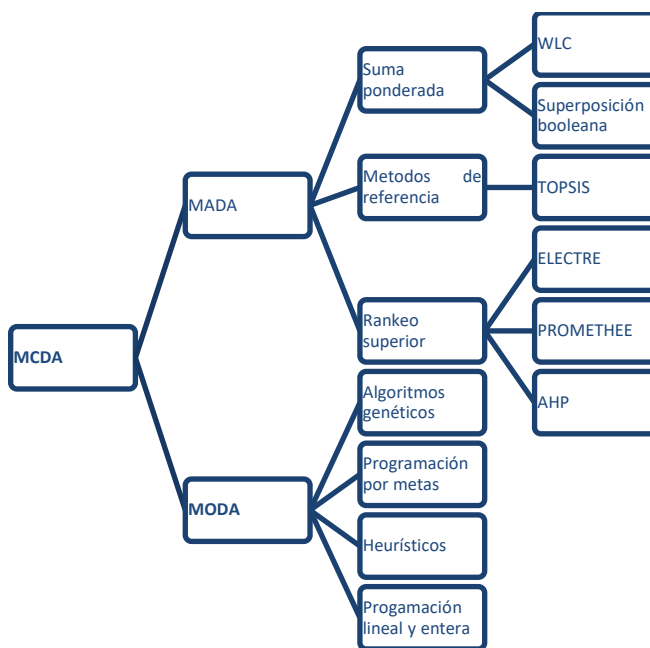 WLC
Suma
ponderada
Superposición
booleana
Metodos de
referencia
TOPSIS
MADA
ELECTRE
Rankeo
superior
PROMETHEE
MCDA
AHP
Algoritmos
genéticos
Programación
por metas
MODA
Heurísticos
Progamación
lineal y entera